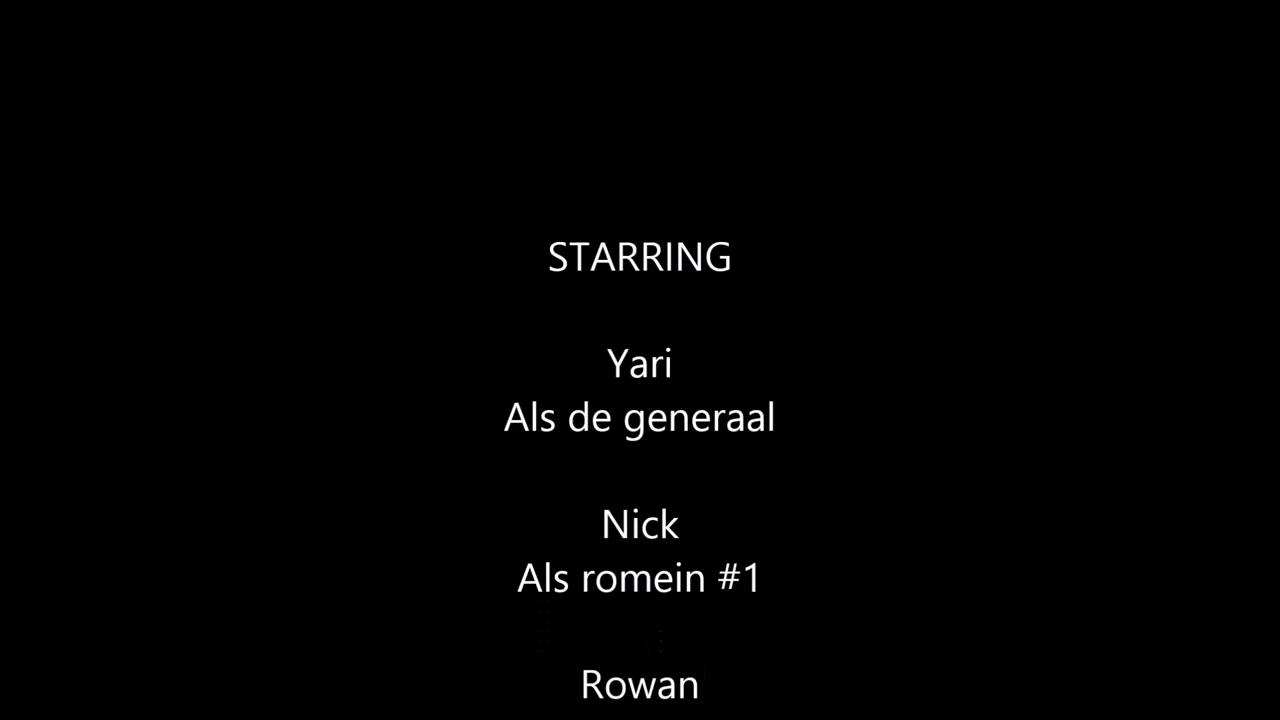 STARRING
Yari
Als de generaal
Nick
Als romein #1
Rowan